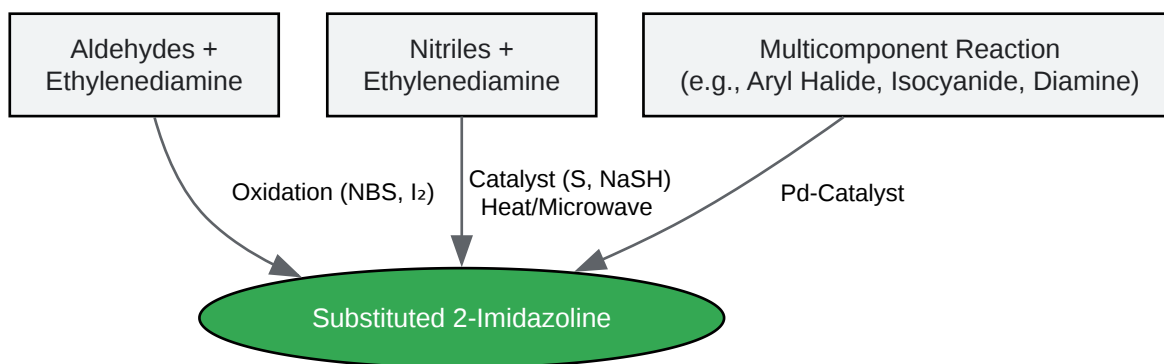 Aldehydes +
Ethylenediamine
Nitriles +
Ethylenediamine
Multicomponent Reaction
(e.g., Aryl Halide, Isocyanide, Diamine)
Oxidation (NBS, I₂)
Catalyst (S, NaSH)
Heat/Microwave
Pd-Catalyst
Substituted 2-Imidazoline